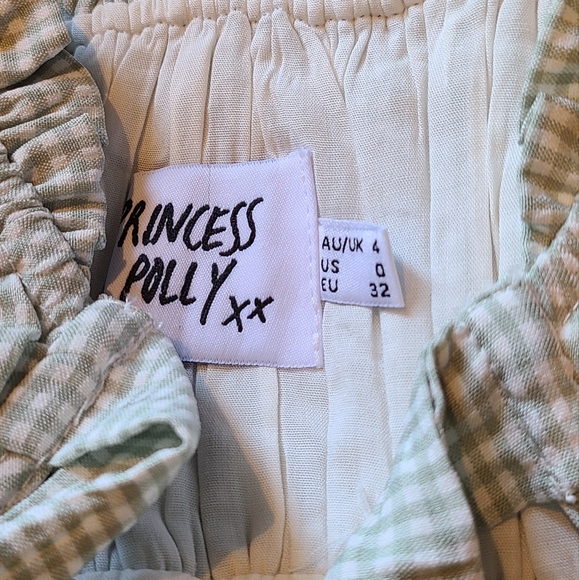 PRINCESS
POLLY xx
AU/UK 4
US 0
EU 32